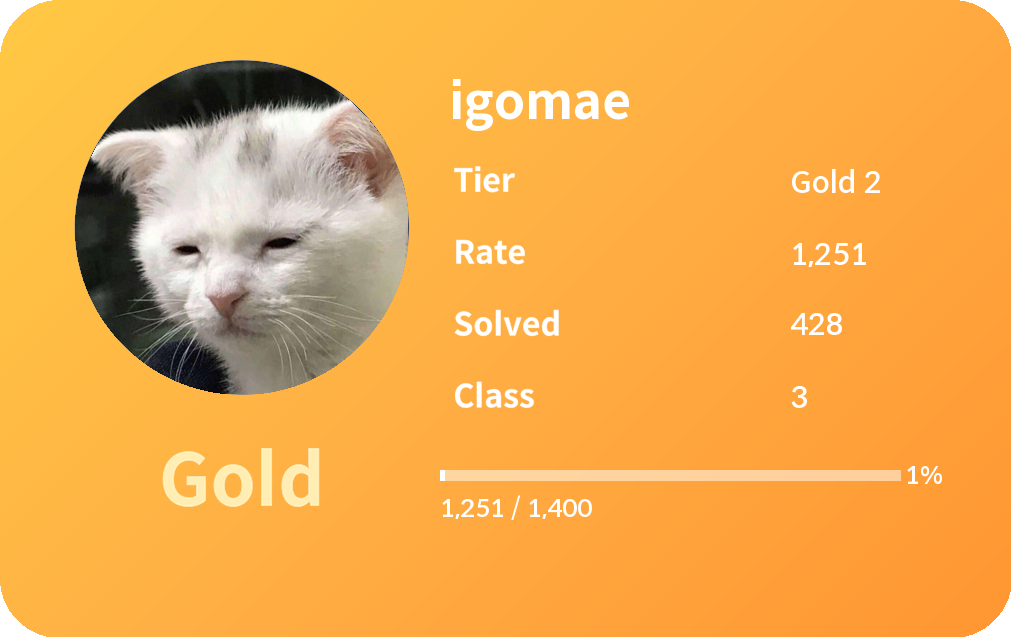 igomae
Tier Gold 2
Rate 1,251
Solved 428
Class 3
Gold
1%
1,251 / 1,400